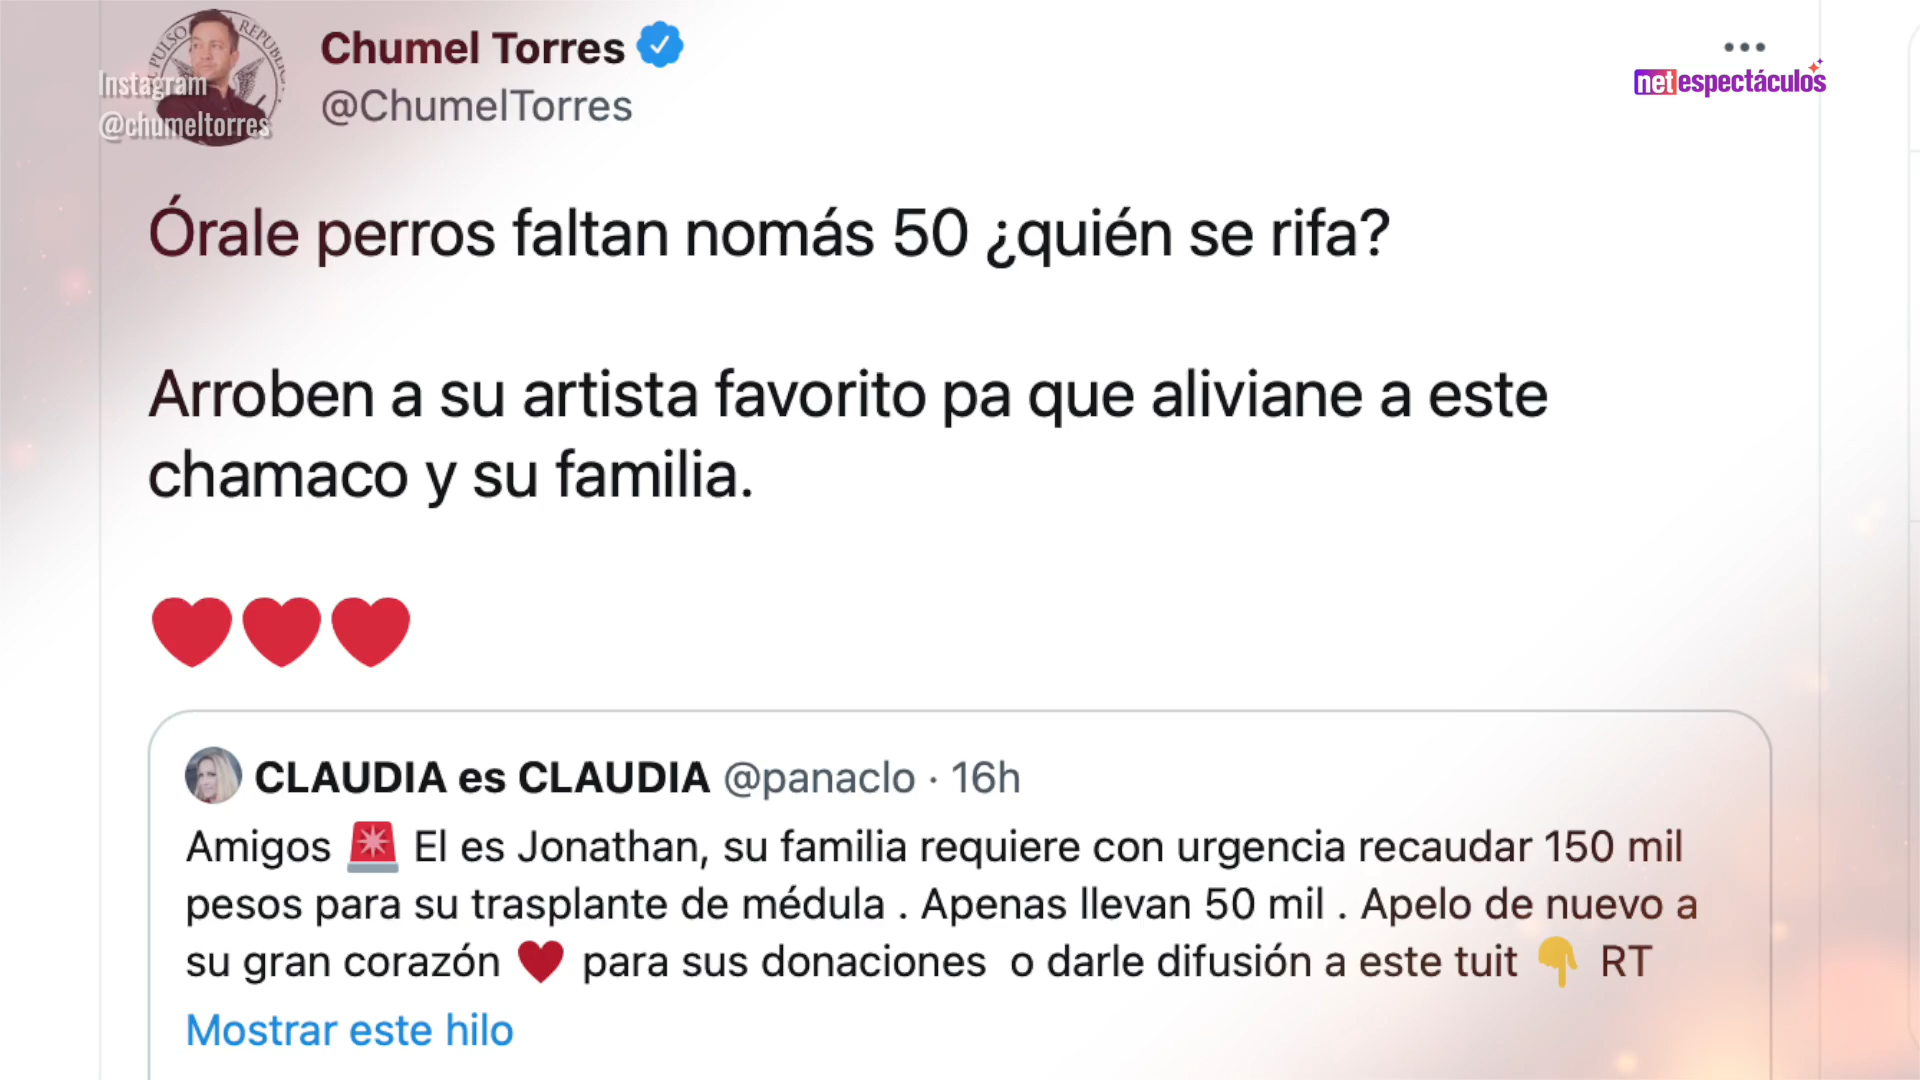 PULSO REPUBLI
Chumel Torres
Instagram
@ChumelTorres
@chumeltorres
netespectáculos
Órale perros faltan nomás 50 ¿quién se rifa?
Arroben a su artista favorito pa que aliviane a este
chamaco y su familia.
CLAUDIA es CLAUDIA @panaclo · 16h
Amigos El es Jonathan, su familia requiere con urgencia recaudar 150 mil
pesos para su trasplante de médula . Apenas llevan 50 mil . Apelo de nuevo a
su gran corazón para sus donaciones o darle difusión a este tuit RT
Mostrar este hilo